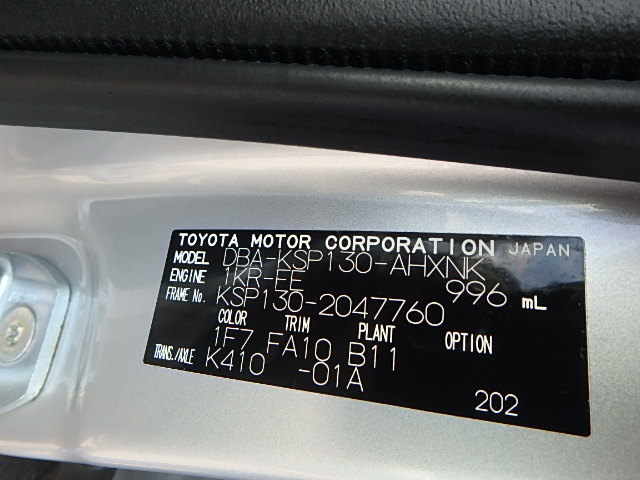 TOYOTA MOTOR CORPORATION JAPAN
MODEL DBA-KSP130-AHXNK
ENGINE 1KR-FE 996 mL
FRAME No. KSP130-2047760
COLOR TRIM PLANT OPTION
1F7 FA10 B11
TRANS./AXLE K410 -01A
202